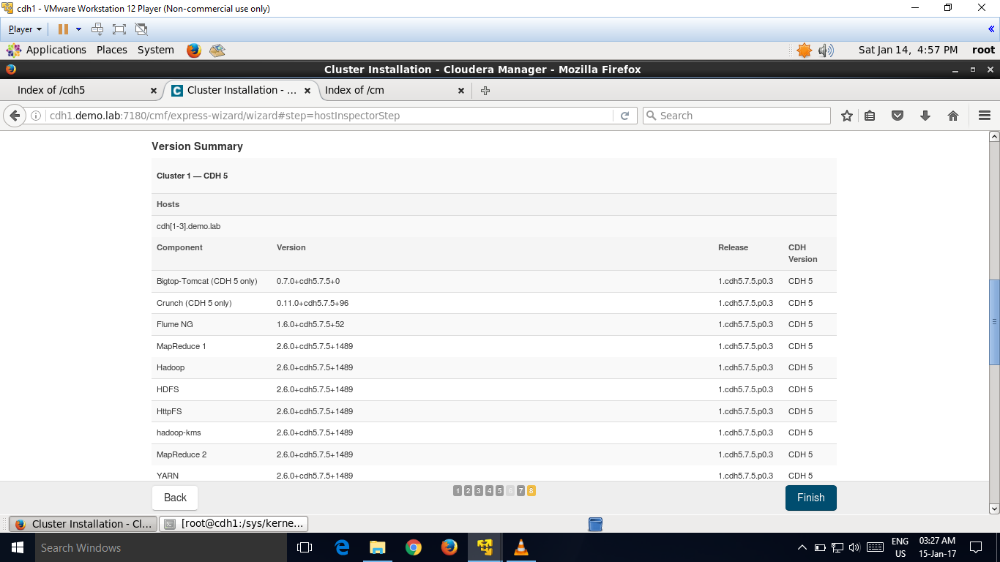 cdh1 - VMware Workstation 12 Player (Non-commercial use only)
Player
Applications Places System Sat Jan 14, 4:57 PM root
Cluster Installation - Cloudera Manager - Mozilla Firefox
Index of /cdh5 Cluster Installation - ... Index of /cm
cdh1.demo.lab:7180/cmf/express-wizard/wizard#step=hostInspectorStep Search
Version Summary
Cluster 1 — CDH 5
Hosts
cdh[1-3].demo.lab
Component Version Release CDH
Version
Bigtop-Tomcat (CDH 5 only) 0.7.0+cdh5.7.5+0 1.cdh5.7.5.p0.3 CDH 5
Crunch (CDH 5 only) 0.11.0+cdh5.7.5+96 1.cdh5.7.5.p0.3 CDH 5
Flume NG 1.6.0+cdh5.7.5+52 1.cdh5.7.5.p0.3 CDH 5
MapReduce 1 2.6.0+cdh5.7.5+1489 1.cdh5.7.5.p0.3 CDH 5
Hadoop 2.6.0+cdh5.7.5+1489 1.cdh5.7.5.p0.3 CDH 5
HDFS 2.6.0+cdh5.7.5+1489 1.cdh5.7.5.p0.3 CDH 5
HttpFS 2.6.0+cdh5.7.5+1489 1.cdh5.7.5.p0.3 CDH 5
hadoop-kms 2.6.0+cdh5.7.5+1489 1.cdh5.7.5.p0.3 CDH 5
MapReduce 2 2.6.0+cdh5.7.5+1489 1.cdh5.7.5.p0.3 CDH 5
YARN 2.6.0+cdh5.7.5+1489 1.cdh5.7.5.p0.3 CDH 5
Back 1 2 3 4 5 6 7 8 Finish
Cluster Installation - Cl... [root@cdh1:/sys/kerne...
Search Windows ENG 03:27 AM
US 15-Jan-17